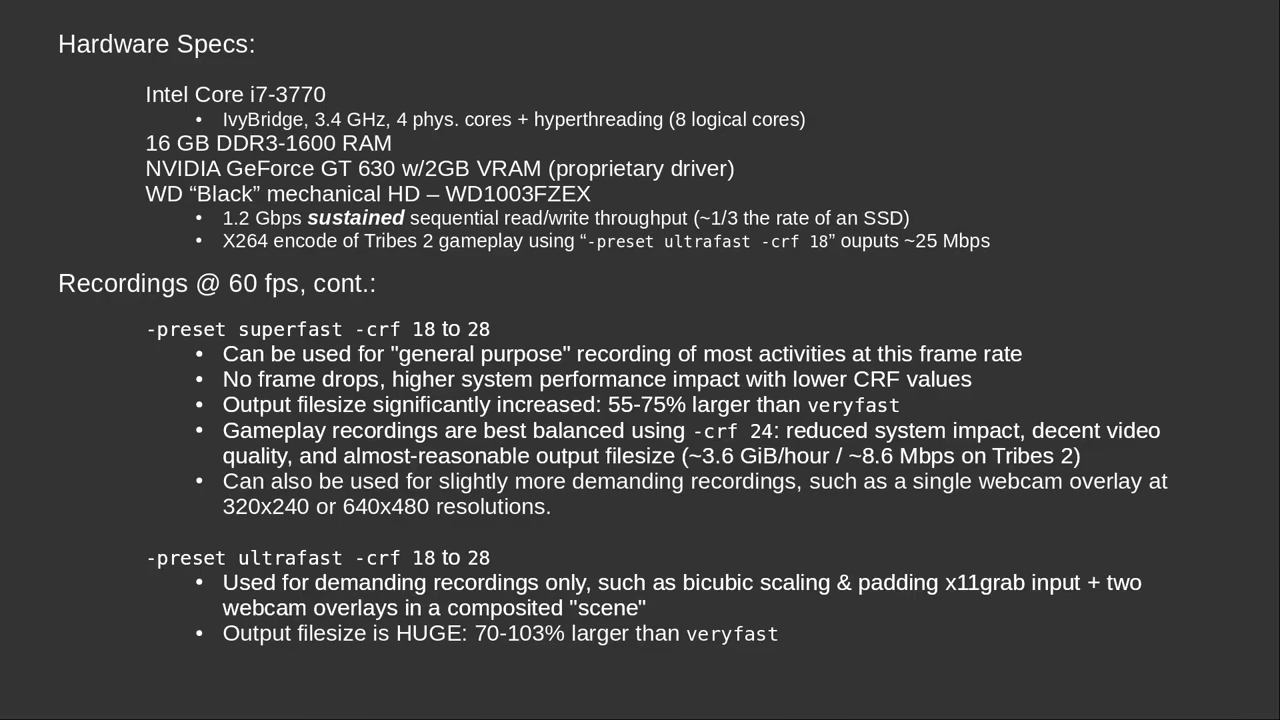 Hardware Specs:
Intel Core i7-3770
• IvyBridge, 3.4 GHz, 4 phys. cores + hyperthreading (8 logical cores)
16 GB DDR3-1600 RAM
NVIDIA GeForce GT 630 w/2GB VRAM (proprietary driver)
WD “Black” mechanical HD – WD1003FZEX
• 1.2 Gbps sustained sequential read/write throughput (~1/3 the rate of an SSD)
• X264 encode of Tribes 2 gameplay using “-preset ultrafast -crf 18” ouputs ~25 Mbps
Recordings @ 60 fps, cont.:
-preset superfast -crf 18 to 28
• Can be used for "general purpose" recording of most activities at this frame rate
• No frame drops, higher system performance impact with lower CRF values
• Output filesize significantly increased: 55-75% larger than veryfast
• Gameplay recordings are best balanced using -crf 24: reduced system impact, decent video
quality, and almost-reasonable output filesize (~3.6 GiB/hour / ~8.6 Mbps on Tribes 2)
• Can also be used for slightly more demanding recordings, such as a single webcam overlay at
320x240 or 640x480 resolutions.
-preset ultrafast -crf 18 to 28
• Used for demanding recordings only, such as bicubic scaling & padding x11grab input + two
webcam overlays in a composited "scene"
• Output filesize is HUGE: 70-103% larger than veryfast